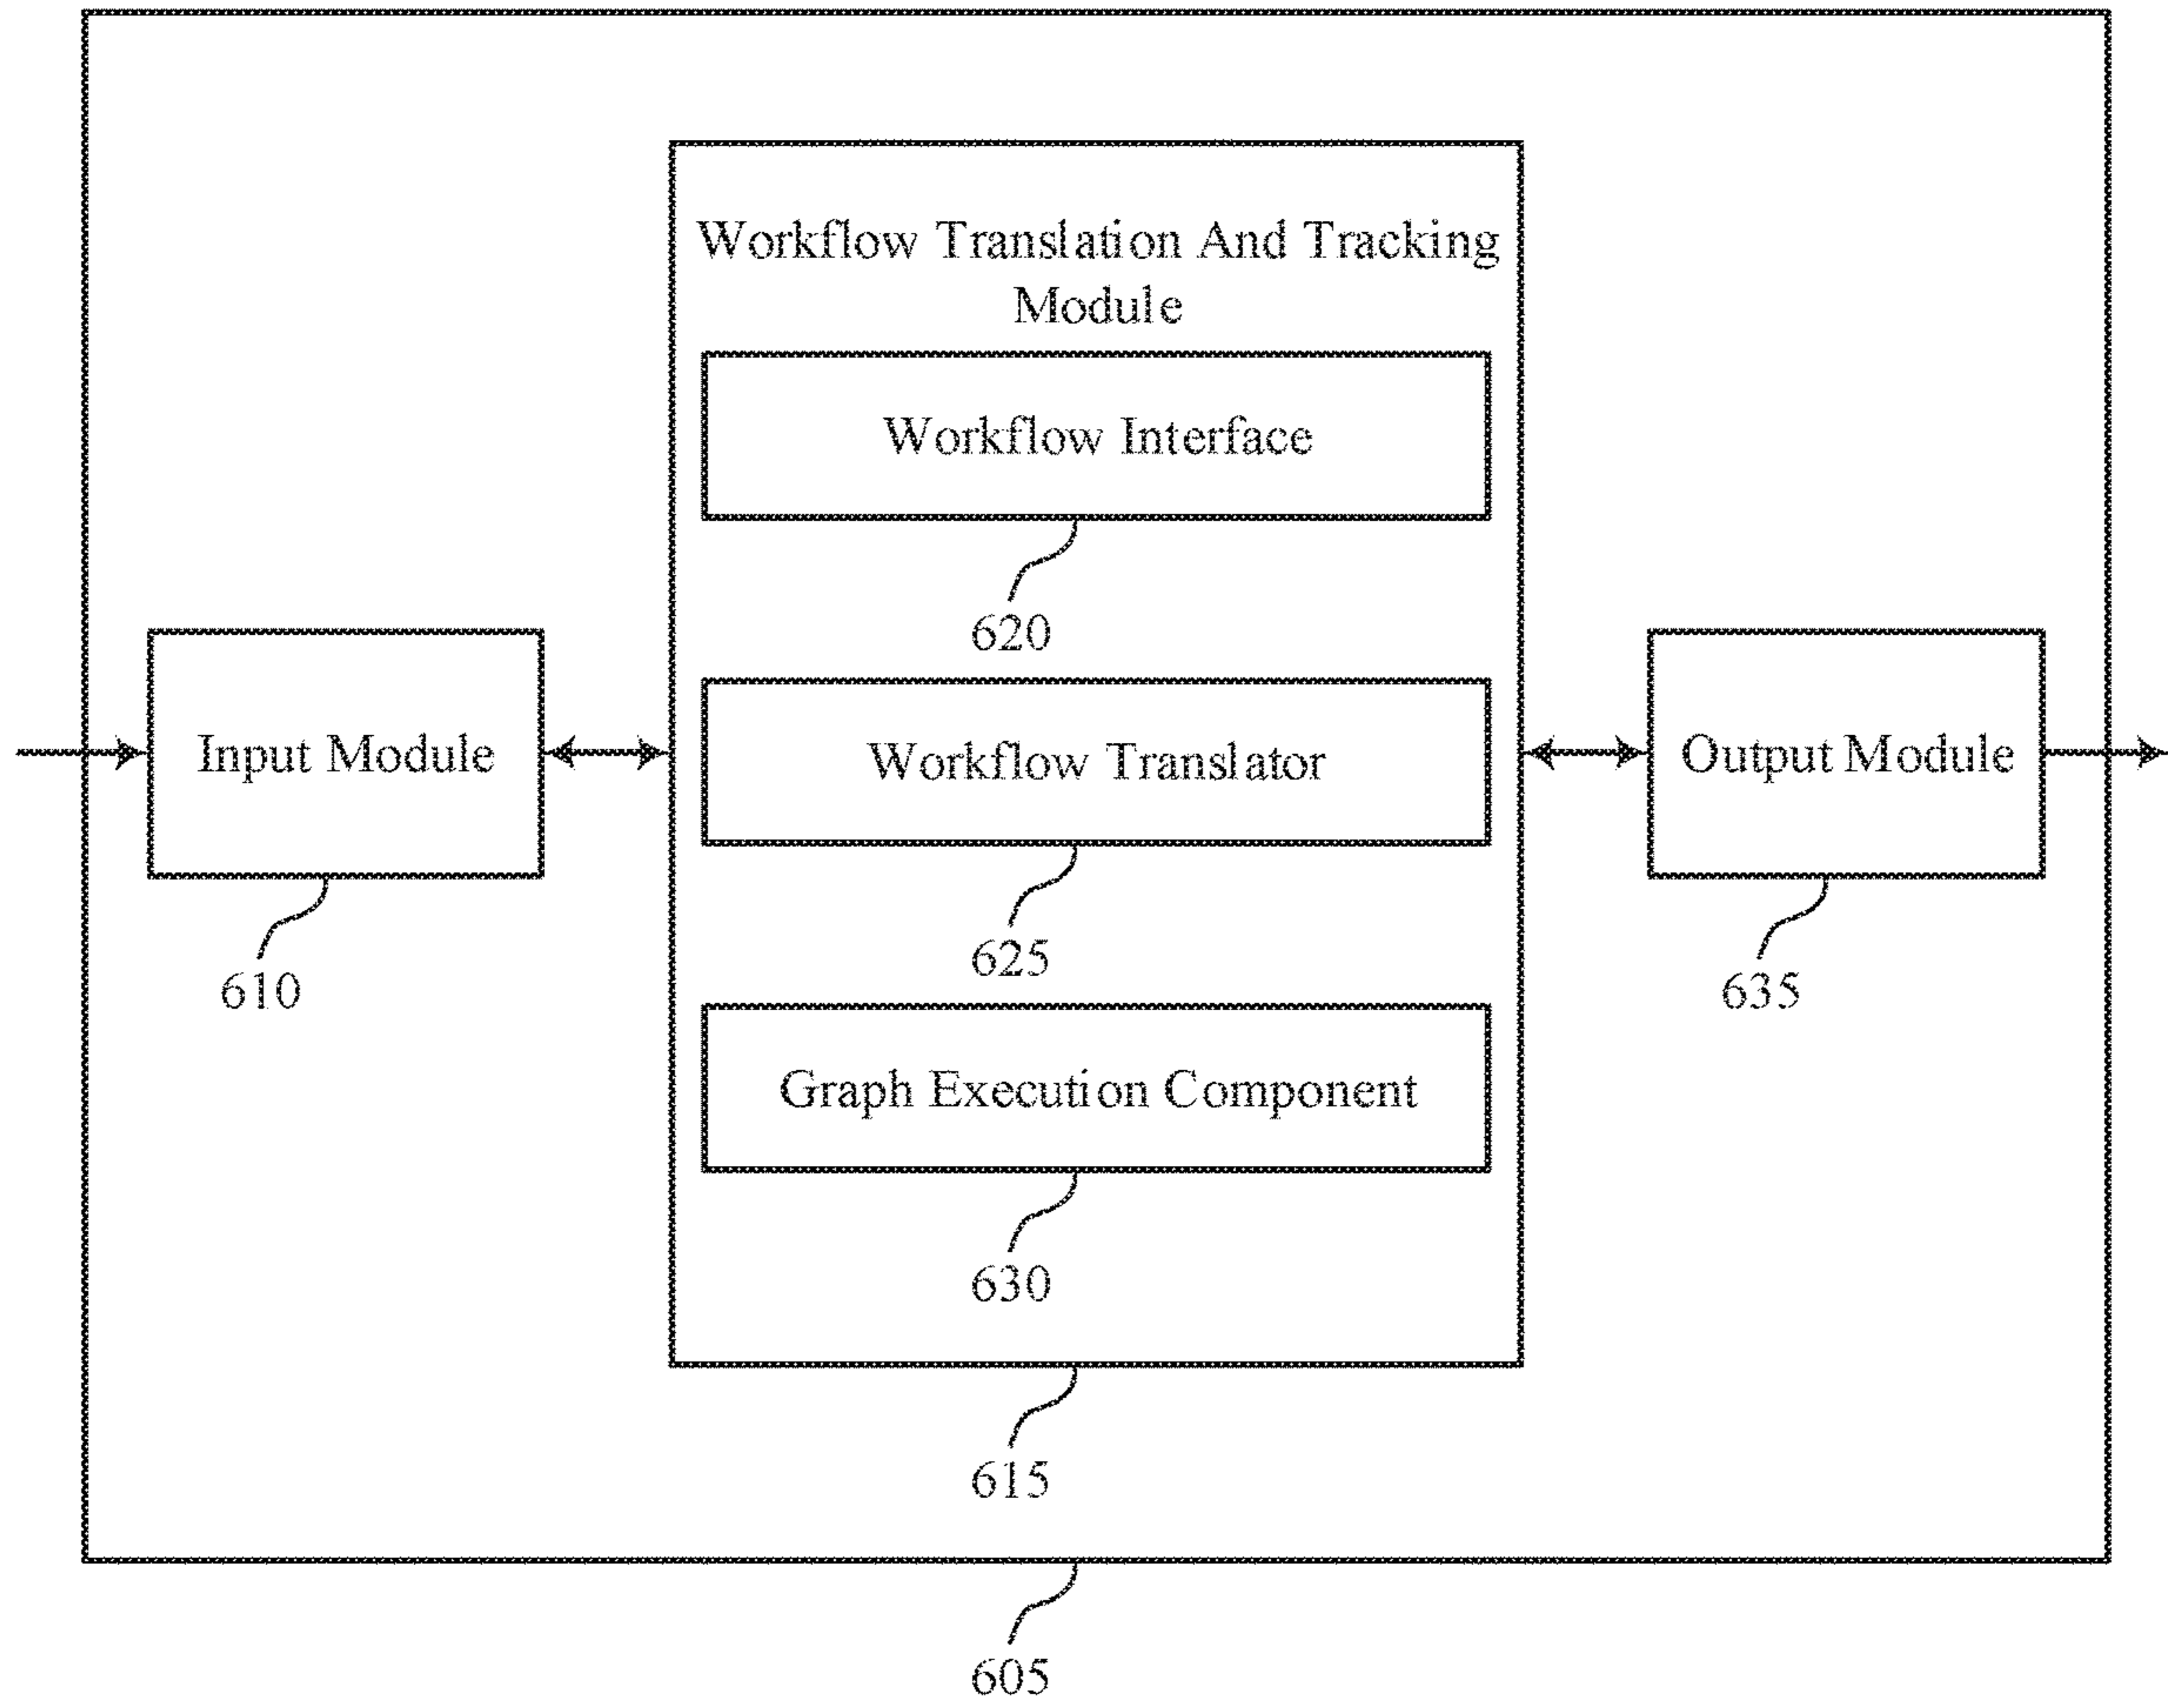 Workflow Translation And Tracking
Module
Workflow Interface
620
Input Module
610
Workflow Translator
625
Output Module
635
Graph Execution Component
630
615
605